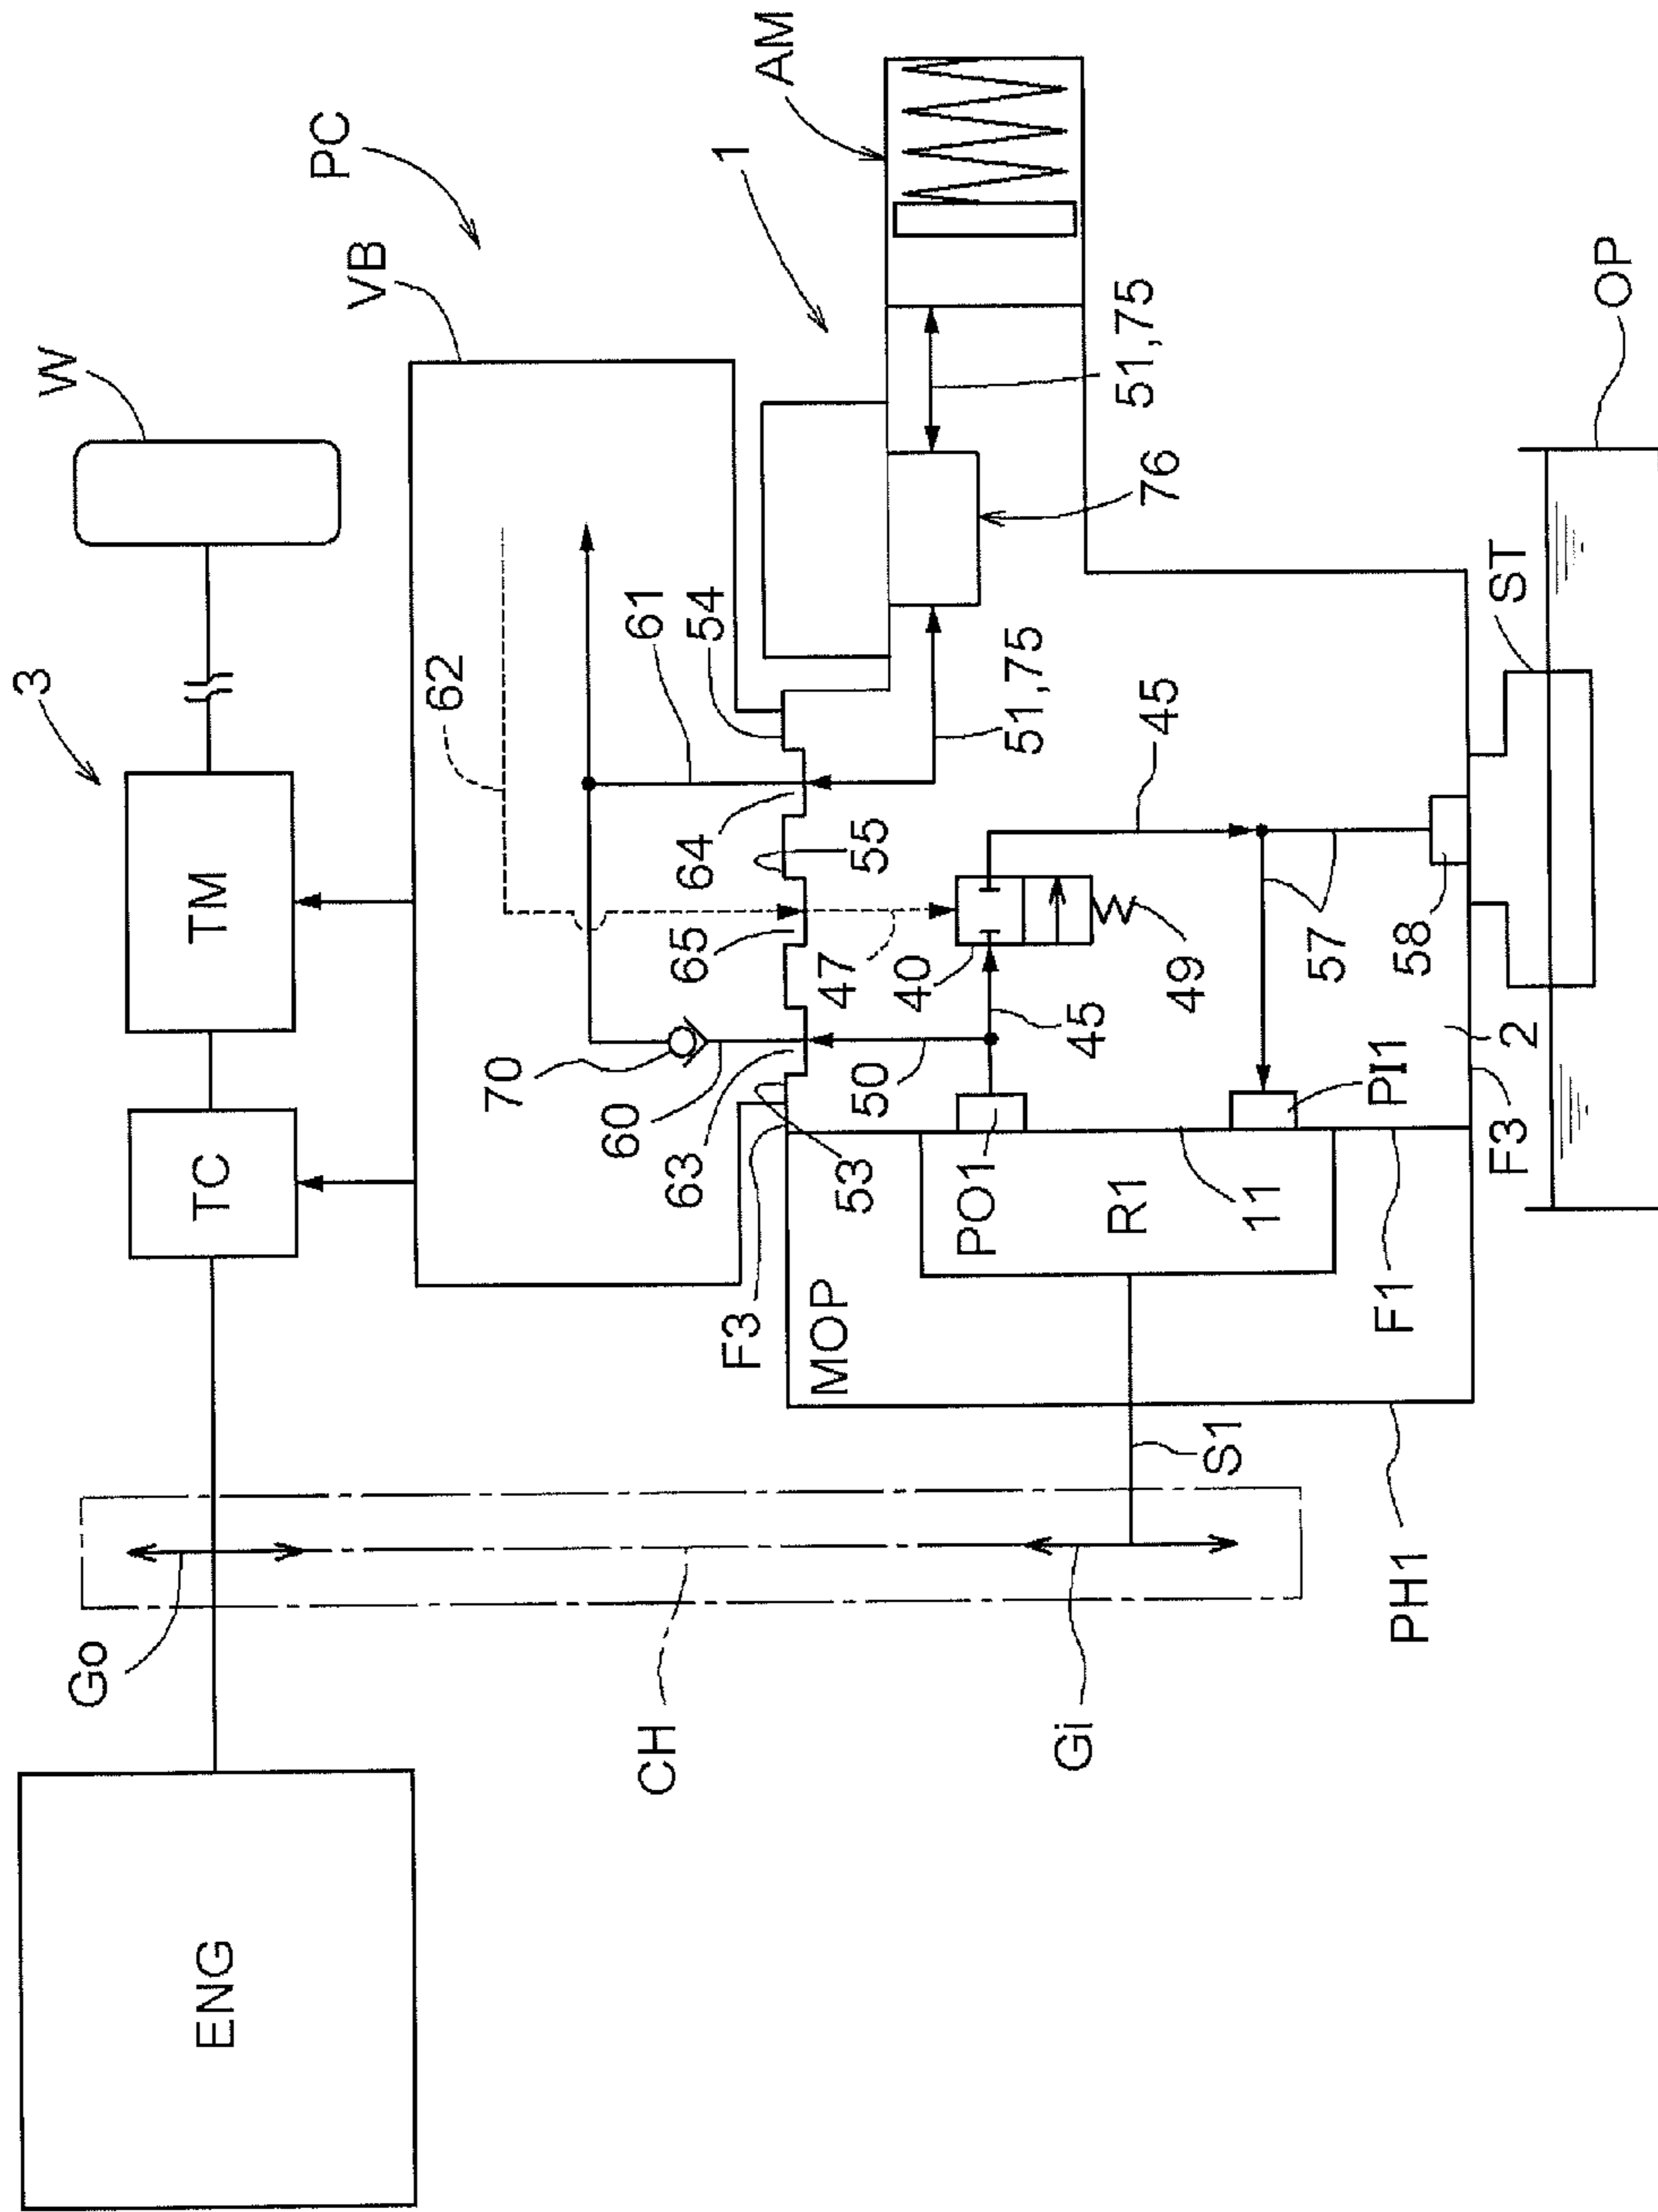 AM
1
PC
VB
W
3
62
61
54
51,75
76
OP
ST
51,75
45
64
55
TM
65
47
40
49
57
58
70
60
63
53
50
45
PO1
PI1
2
TC
F3
MOP
R1
11
F1
F3
S1
PH1
Go
CH
Gi
ENG